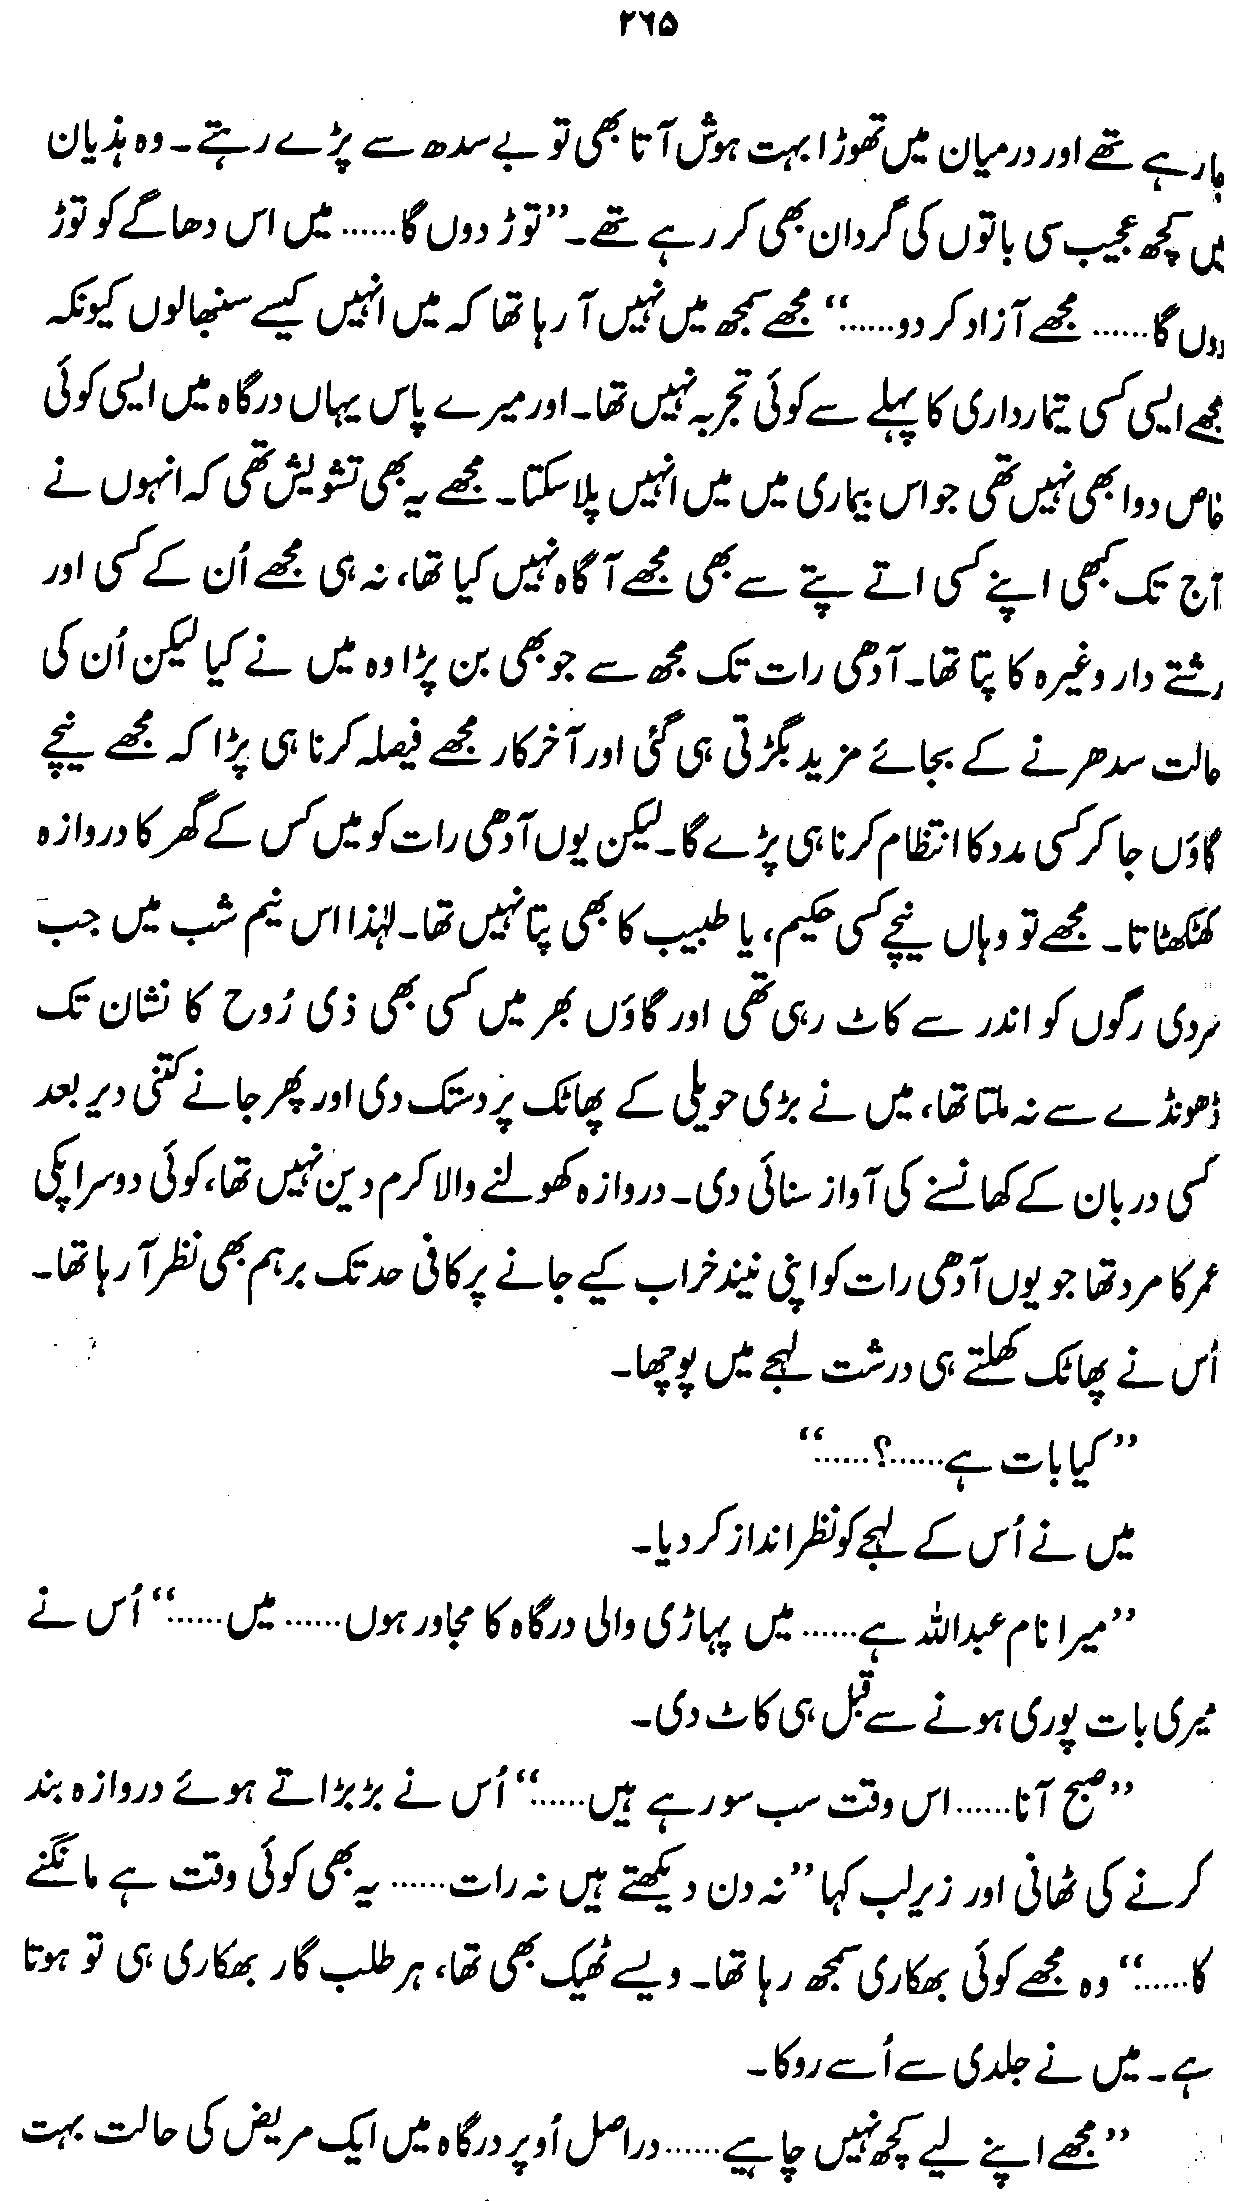 ۲۶۵
جا رہے تھے اور درمیان میں تھوڑا بہت ہوش آتا بھی تو بے سدھ سے پڑے رہتے۔ وہ ہذیان
میں کچھ عجیب سی باتوں کی گردان بھی کر رہے تھے۔ ”توڑ دوں گا...... میں اس دھاگے کو توڑ
دوں گا...... مجھے آزاد کر دو......“ مجھے سمجھ میں نہیں آ رہا تھا کہ میں انہیں کیسے سنبھالوں کیونکہ
مجھے ایسی کسی تیمارداری کا پہلے سے کوئی تجربہ نہیں تھا۔ اور میرے پاس یہاں درگاہ میں ایسی کوئی
خاص دوا بھی نہیں تھی جو اس بیماری میں میں انہیں پلا سکتا۔ مجھے یہ بھی تشویش تھی کہ انہوں نے
آج تک کبھی اپنے کسی اتے پتے سے بھی مجھے آگاہ نہیں کیا تھا، نہ ہی مجھے اُن کے کسی اور
رشتے دار وغیرہ کا پتا تھا۔ آدھی رات تک مجھ سے جو بھی بن پڑا وہ میں نے کیا لیکن اُن کی
حالت سدھرنے کے بجائے مزید بگڑتی ہی گئی اور آخر کار مجھے فیصلہ کرنا ہی پڑا کہ مجھے نیچے
گاؤں جا کر کسی مدد کا انتظام کرنا ہی پڑے گا۔ لیکن یوں آدھی رات کو میں کس کے گھر کا دروازہ
کھٹکھٹاتا۔ مجھے تو وہاں نیچے کسی حکیم، یا طبیب کا بھی پتا نہیں تھا۔ لہٰذا اس نیم شب میں جب
سردی رگوں کو اندر سے کاٹ رہی تھی اور گاؤں بھر میں کسی بھی ذی رُوح کا نشان تک
ڈھونڈے سے نہ ملتا تھا، میں نے بڑی حویلی کے پھاٹک پر دستک دی اور پھر جانے کتنی دیر بعد
کسی دربان کے کھانسنے کی آواز سنائی دی۔ دروازہ کھولنے والا کرم دین نہیں تھا، کوئی دوسرا پکی
عمر کا مرد تھا جو یوں آدھی رات کو اپنی نیند خراب کیے جانے پر کافی حد تک برہم بھی نظر آ رہا تھا۔
اُس نے پھاٹک کھلتے ہی درشت لہجے میں پوچھا۔
”کیا بات ہے......؟......“
میں نے اُس کے لہجے کو نظر انداز کر دیا۔
”میرا نام عبداللہ ہے...... میں پہاڑی والی درگاہ کا مجاور ہوں...... میں......“ اُس نے
میری بات پوری ہونے سے قبل ہی کاٹ دی۔
”صبح آنا...... اس وقت سب سو رہے ہیں......“ اُس نے بڑبڑاتے ہوئے دروازہ بند
کرنے کی ٹھانی اور زیرلب کہا ”نہ دن دیکھتے ہیں نہ رات...... یہ بھی کوئی وقت ہے مانگنے
کا......“ وہ مجھے کوئی بھکاری سمجھ رہا تھا۔ ویسے ٹھیک بھی تھا، ہر طلب گار بھکاری ہی تو ہوتا
ہے۔ میں نے جلدی سے اُسے روکا۔
”مجھے اپنے لیے کچھ نہیں چاہیے...... دراصل اُوپر درگاہ میں ایک مریض کی حالت بہت